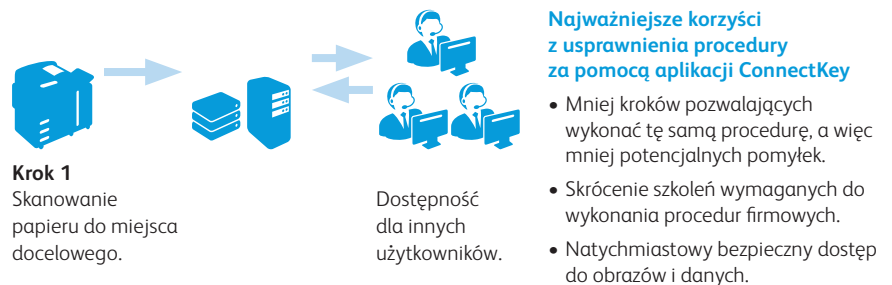 Krok 1
Skanowanie
papieru do miejsca
docelowego.
Dostępność
dla innych
użytkowników.
Najważniejsze korzyści
z usprawnienia procedury
za pomocą aplikacji ConnectKey
• Mniej kroków pozwalających
wykonać tę samą procedurę, a więc
mniej potencjalnych pomyłek.
• Skrócenie szkoleń wymaganych do
wykonania procedur firmowych.
• Natychmiastowy bezpieczny dostęp
do obrazów i danych.